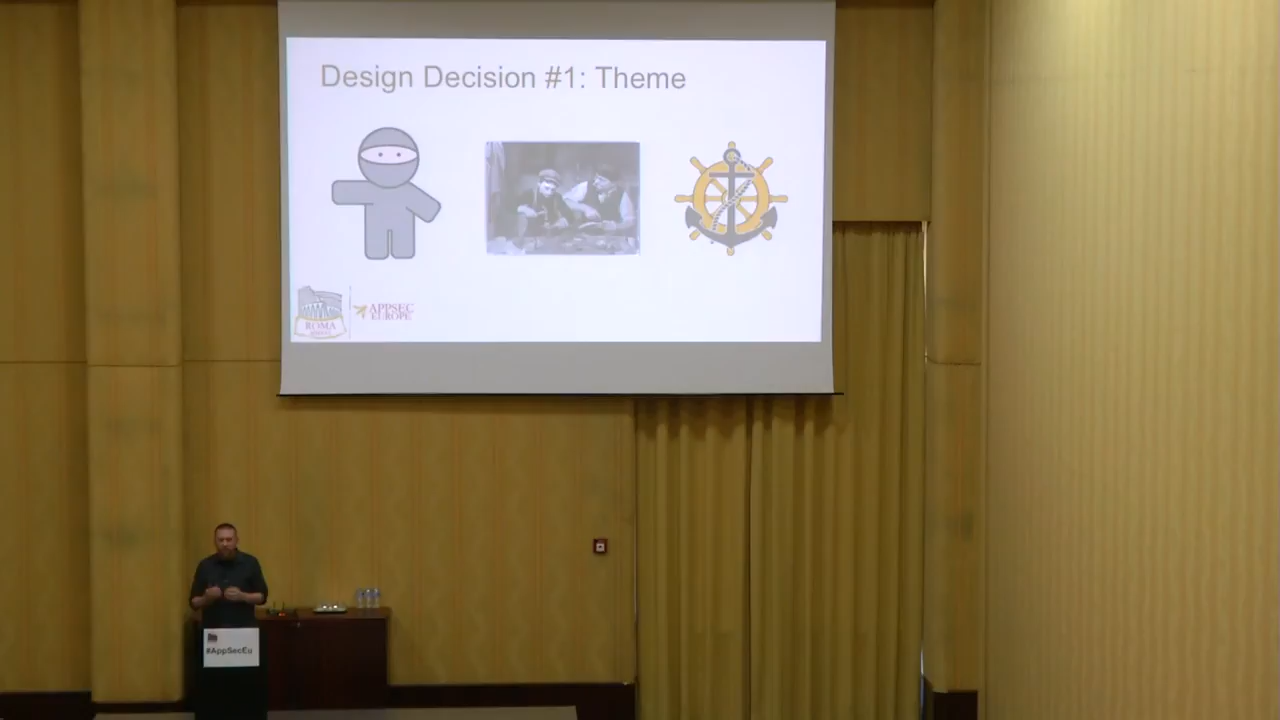 Design Decision #1: Theme
ROMA
APPSEC
EUROPE
#AppSecEu